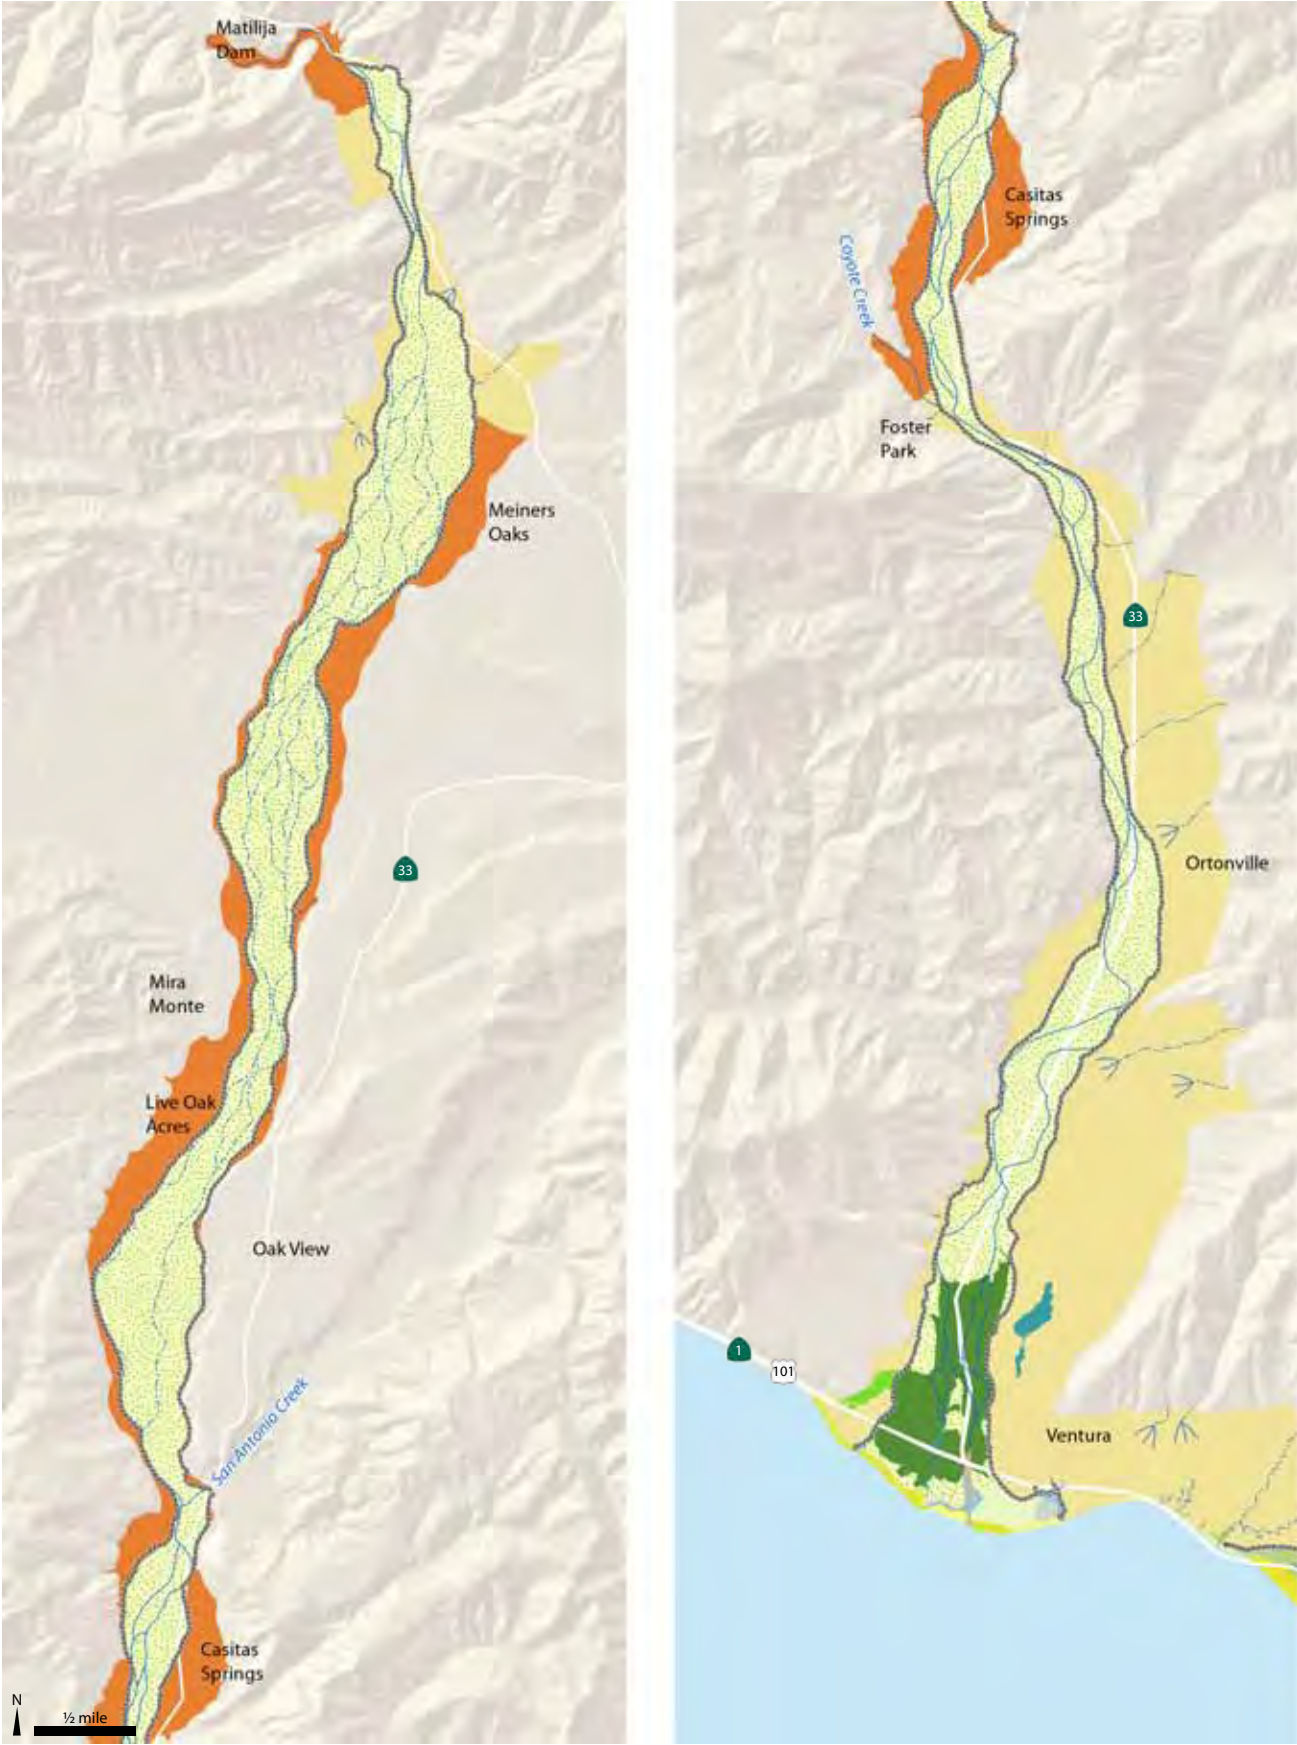 Matilija
Dam
Meiners
Oaks
33
Mira
Monte
Live Oak
Acres
Oak View
San Antonio Creek
Casitas
Springs
N
½ mile
Casitas
Springs
Coyote Creek
Foster
Park
33
Ortonville
1
101
Ventura